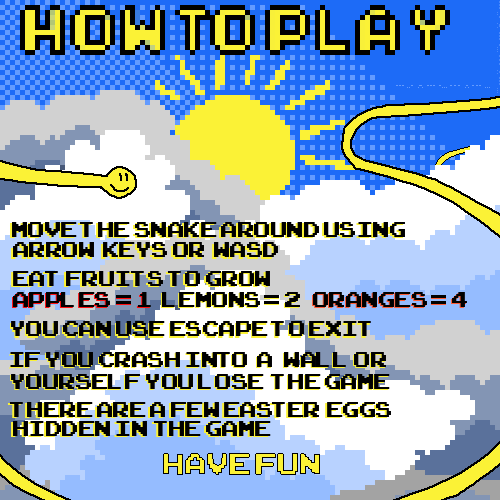 HOW TO PLAY
MOVE THE SNAKE AROUND USING
ARROW KEYS OR WASD
EAT FRUITS TO GROW
APPLES = 1 LEMONS = 2 ORANGES = 4
YOU CAN USE ESCAPE TO EXIT
IF YOU CRASH INTO A WALL OR
YOURSELF YOU LOSE THE GAME
THERE ARE A FEW EASTER EGGS
HIDDEN IN THE GAME
HAVE FUN